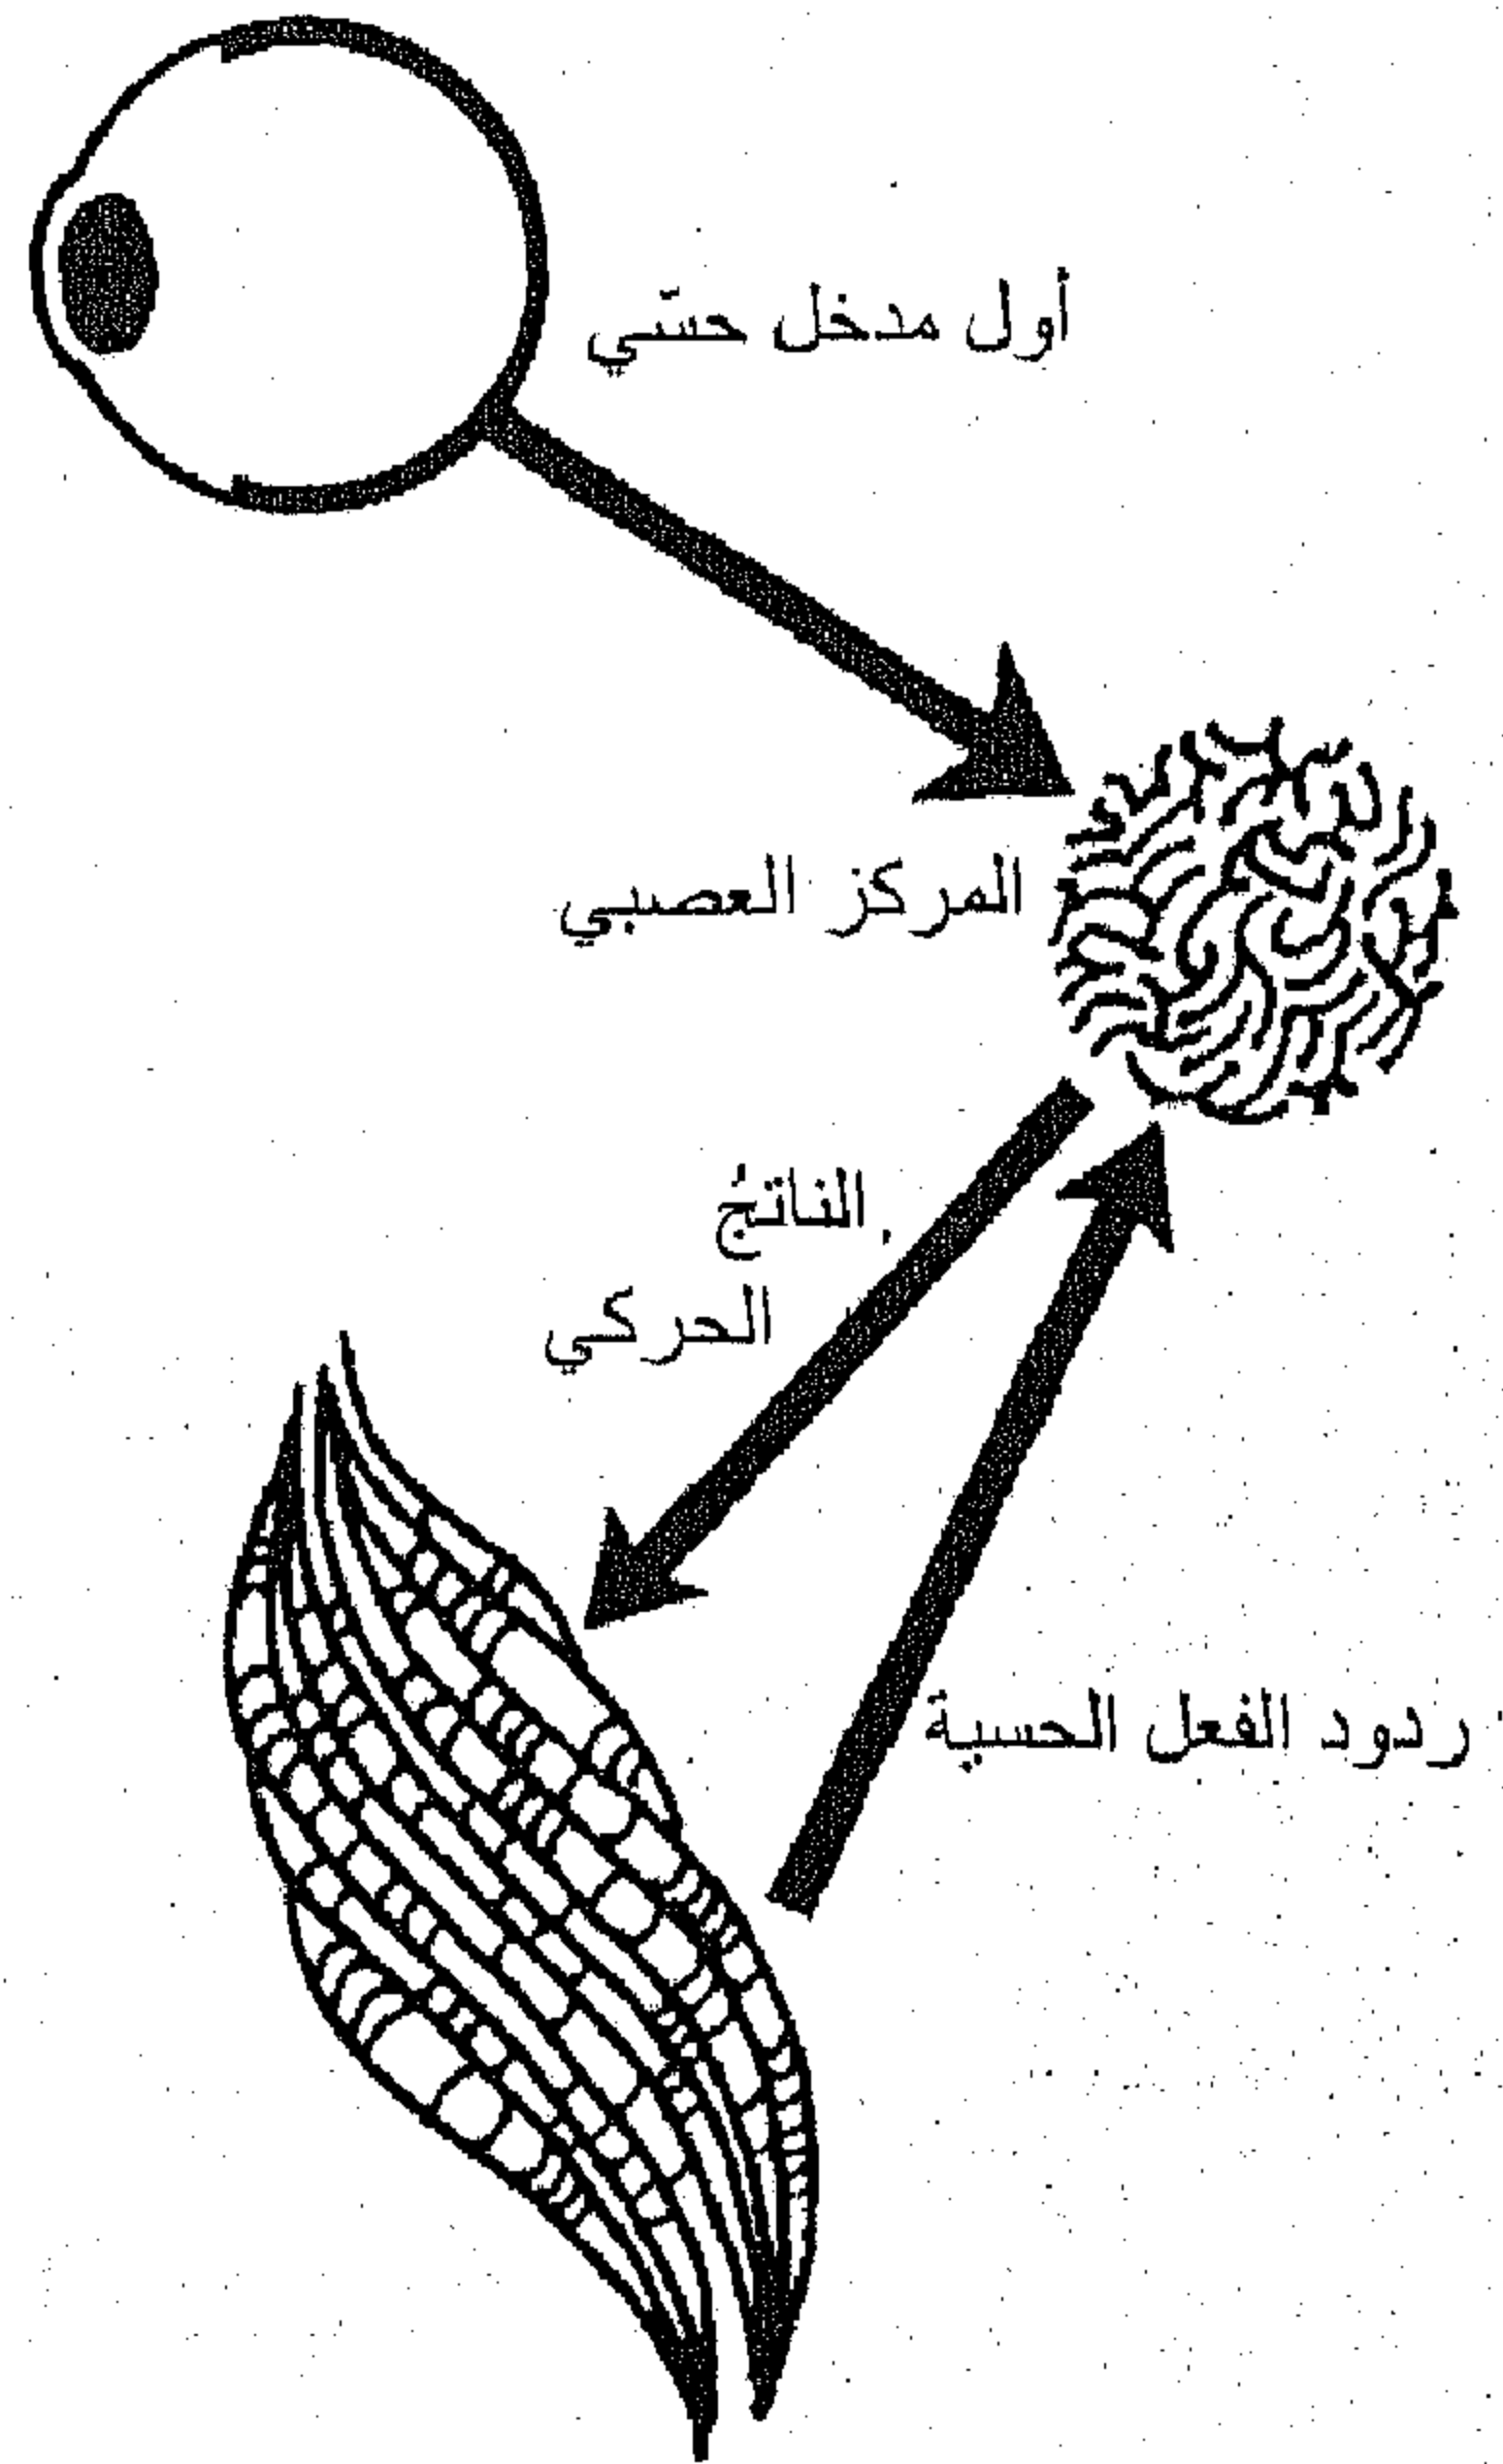 أول مدخل حسّي
المركز العصبي
الناتج
الحركي
ردود الفعل الحسية